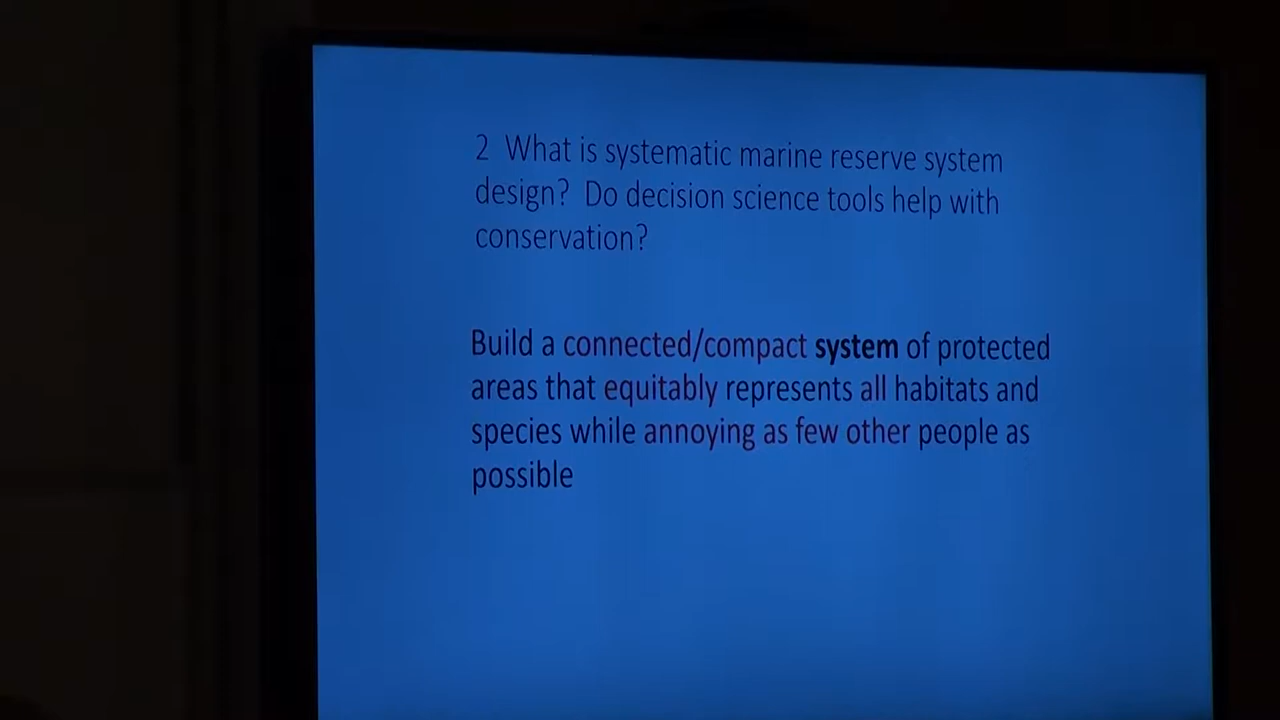 2 What is systematic marine reserve system
design? Do decision science tools help with
conservation?
Build a connected/compact system of protected
areas that equitably represents all habitats and
species while annoying as few other people as
possible